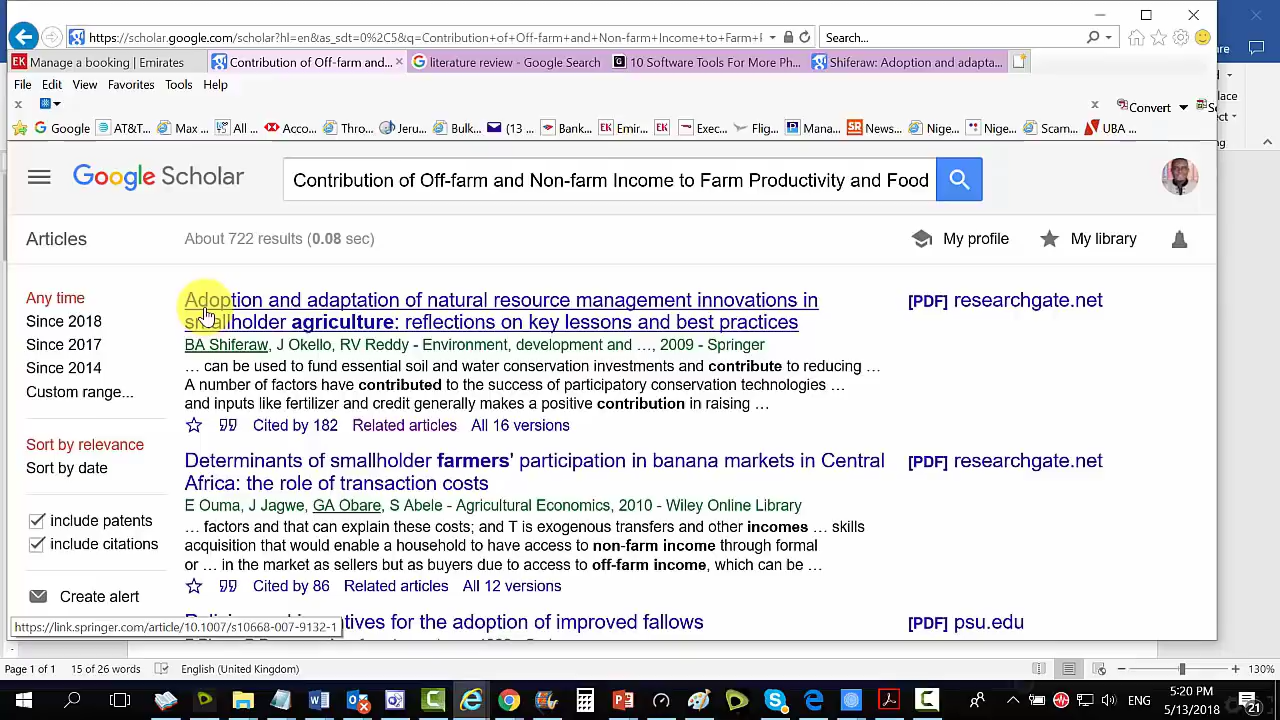 https://scholar.google.com/scholar?hl=en&as_sdt=0%2C5&q=Contribution+of+Off-farm+and+Non-farm+Income+to+Farm+F
Search...
Manage a booking | Emirates
Contribution of Off-farm and...
literature review - Google Search
10 Software Tools For More Ph...
Shiferaw: Adoption and adapta...
File Edit View Favorites Tools Help
Convert
Google AT&T... Max ... All ... Acco... Thro... Jeru... Bulk... (13 ... Bank... Emir... Exec... Flig... Mana... News... Nige... Nige... Scam... UBA ...
Google Scholar
Contribution of Off-farm and Non-farm Income to Farm Productivity and Food
Articles
About 722 results (0.08 sec)
My profile
My library
Any time
Since 2018
Since 2017
Since 2014
Custom range...
Sort by relevance
Sort by date
include patents
include citations
Create alert
Adoption and adaptation of natural resource management innovations in
smallholder agriculture: reflections on key lessons and best practices
BA Shiferaw, J Okello, RV Reddy - Environment, development and ..., 2009 - Springer
... can be used to fund essential soil and water conservation investments and contribute to reducing ...
A number of factors have contributed to the success of participatory conservation technologies ...
and inputs like fertilizer and credit generally makes a positive contribution in raising ...
Cited by 182 Related articles All 16 versions
[PDF] researchgate.net
Determinants of smallholder farmers' participation in banana markets in Central
Africa: the role of transaction costs
E Ouma, J Jagwe, GA Obare, S Abele - Agricultural Economics, 2010 - Wiley Online Library
... factors and that can explain these costs; and T is exogenous transfers and other incomes ... skills
acquisition that would enable a household to have access to non-farm income through formal
or ... in the market as sellers but as buyers due to access to off-farm income, which can be ...
Cited by 86 Related articles All 12 versions
[PDF] researchgate.net
tives for the adoption of improved fallows
[PDF] psu.edu
https://link.springer.com/article/10.1007/s10668-007-9132-1
Page 1 of 1 15 of 26 words English (United Kingdom)
130%
ENG
5:20 PM
5/13/2018
21